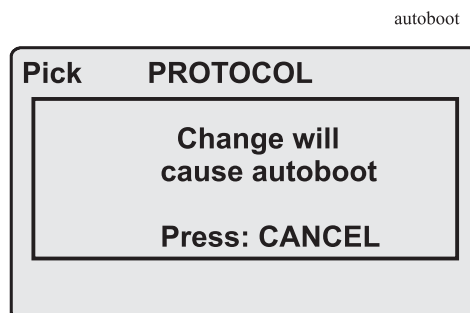 autoboot
Pick PROTOCOL
Change will
cause autoboot
Press: CANCEL